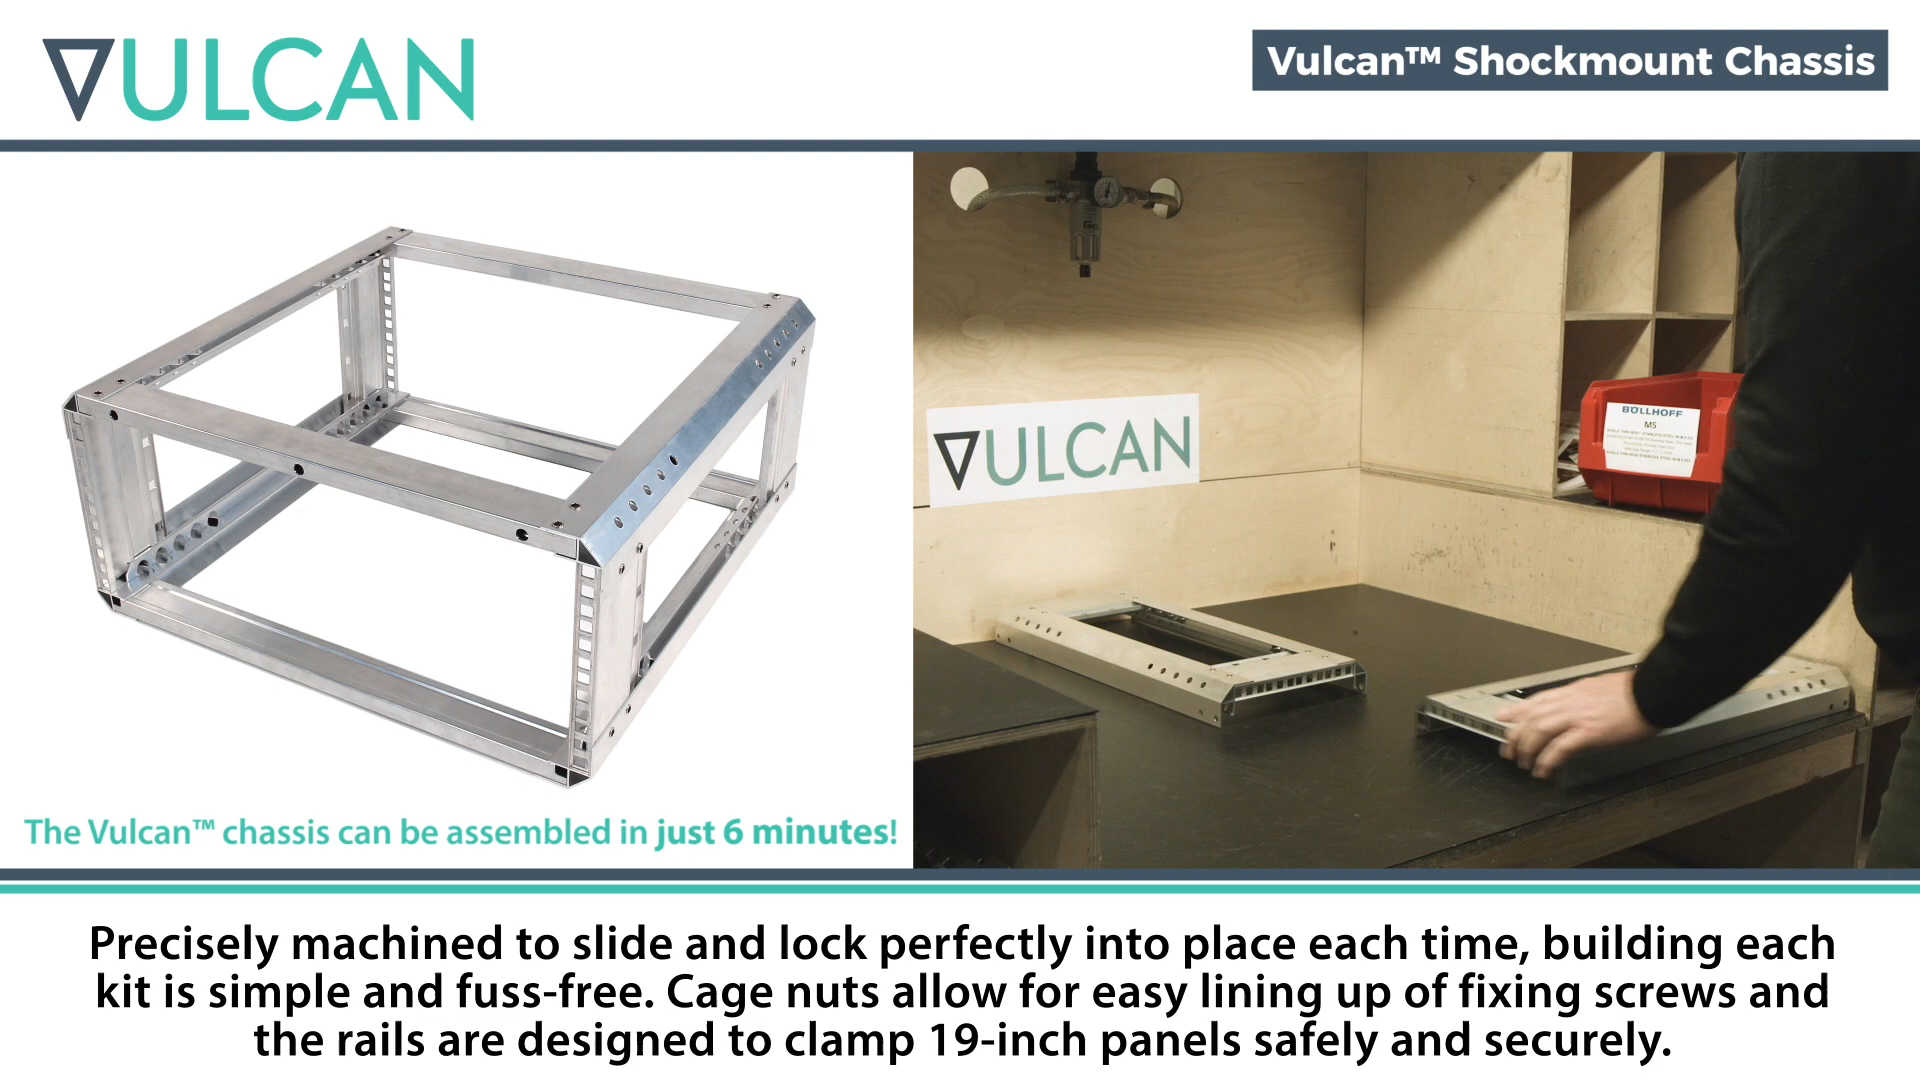 VULCAN
Vulcan™ Shockmount Chassis
BÖLLHOFF
M5
VULCAN
The Vulcan™ chassis can be assembled in just 6 minutes!
Precisely machined to slide and lock perfectly into place each time, building each
kit is simple and fuss-free. Cage nuts allow for easy lining up of fixing screws and
the rails are designed to clamp 19-inch panels safely and securely.